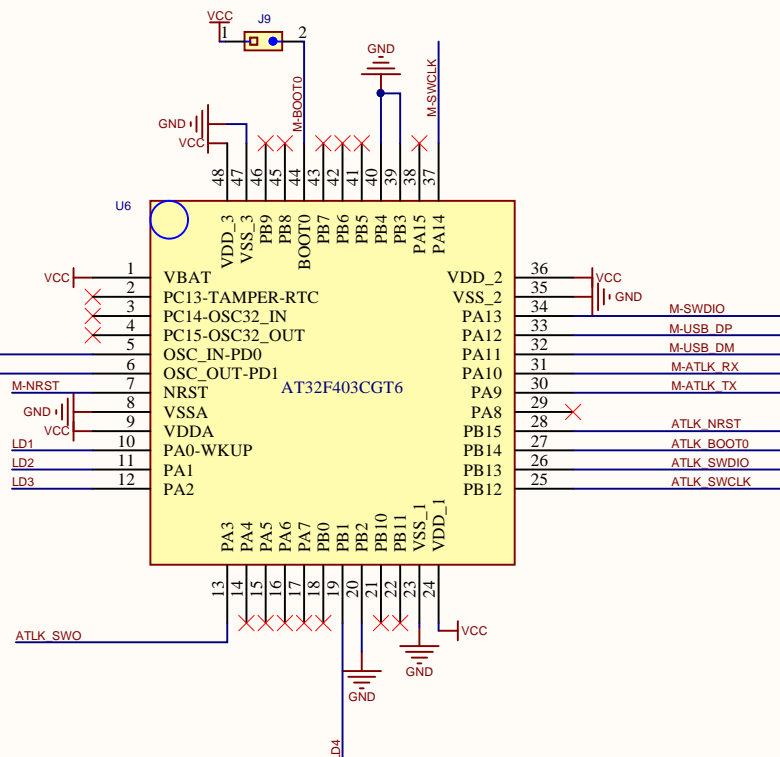 VCC
J9
1
2
GND
M-BOOT0
M-SWCLK
GND
VCC
48
47
46
45
44
43
42
41
40
39
38
37
U6
VDD_3
VSS_3
PB9
PB8
BOOT0
PB7
PB6
PB5
PB4
PB3
PA15
PA14
VCC 1 VBAT
2 PC13-TAMPER-RTC
3 PC14-OSC32_IN
4 PC15-OSC32_OUT
5 OSC_IN-PD0
6 OSC_OUT-PD1
M-NRST 7 NRST
GND 8 VSSA
VCC 9 VDDA
LD1 10 PA0-WKUP
LD2 11 PA1
LD3 12 PA2
AT32F403CGT6
VDD_2 36 VCC
VSS_2 35 GND
PA13 34 M-SWDIO
PA12 33 M-USB_DP
PA11 32 M-USB_DM
PA10 31 M-ATLK_RX
PA9 30 M-ATLK_TX
PA8 29
PB15 28 ATLK_NRST
PB14 27 ATLK_BOOT0
PB13 26 ATLK_SWDIO
PB12 25 ATLK_SWCLK
PA3
PA4
PA5
PA6
PA7
PB0
PB1
PB2
PB10
PB11
VSS_1
VDD_1
13
14
15
16
17
18
19
20
21
22
23
24
ATLK_SWO
VCC
GND
GND